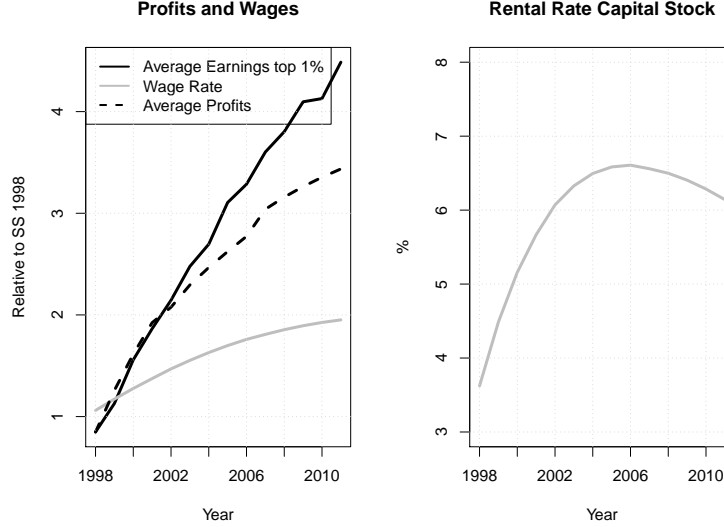 Profits and Wages
Average Earnings top 1%
Wage Rate
Average Profits
Relative to SS 1998
4
3
2
1
1998 2002 2006 2010
Year
Rental Rate Capital Stock
%
8
7
6
5
4
3
1998 2002 2006 2010
Year